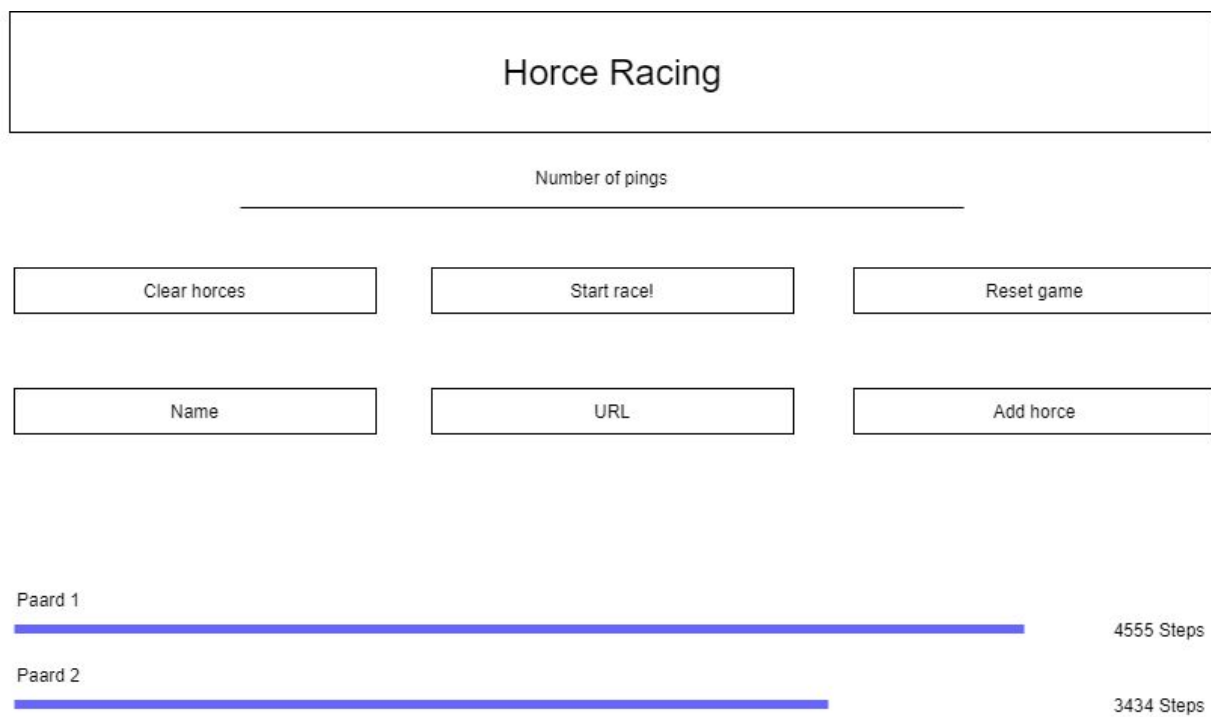 Horce Racing
Number of pings
Clear horces
Start race!
Reset game
Name
URL
Add horce
Paard 1
4555 Steps
Paard 2
3434 Steps